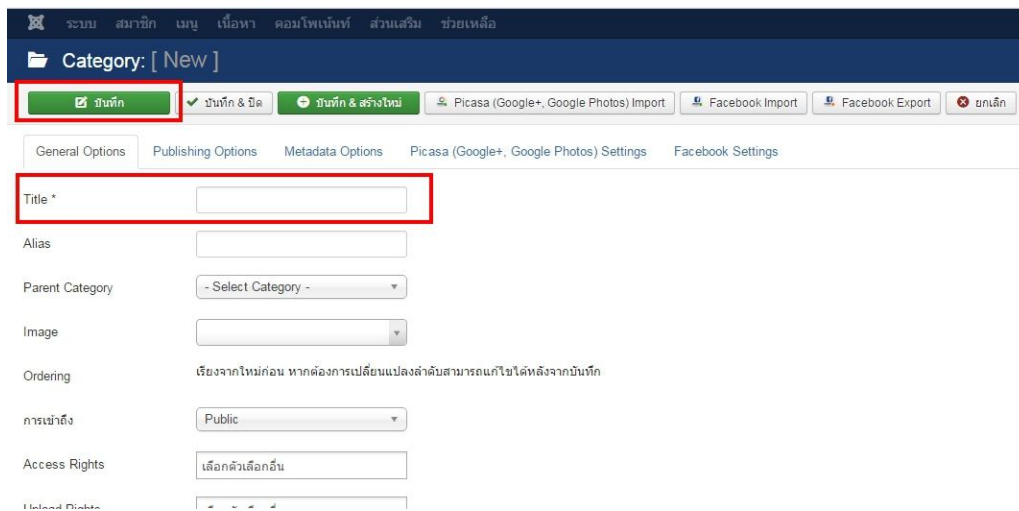 ระบบ สมาชิก เมนู เนื้อหา คอมโพเน้นท์ ส่วนเสริม ช่วยเหลือ
Category: [ New ]
บันทึก บันทึก & ปิด บันทึก & สร้างใหม่ Picasa (Google+, Google Photos) Import Facebook Import Facebook Export ยกเลิก
General Options Publishing Options Metadata Options Picasa (Google+, Google Photos) Settings Facebook Settings
Title *
Alias
Parent Category - Select Category -
Image
Ordering เรียงจากใหม่ก่อน หากต้องการเปลี่ยนแปลงลำดับสามารถแก้ไขได้หลังจากบันทึก
การเข้าถึง Public
Access Rights เลือกตัวเลือกอื่น
Upload Rights